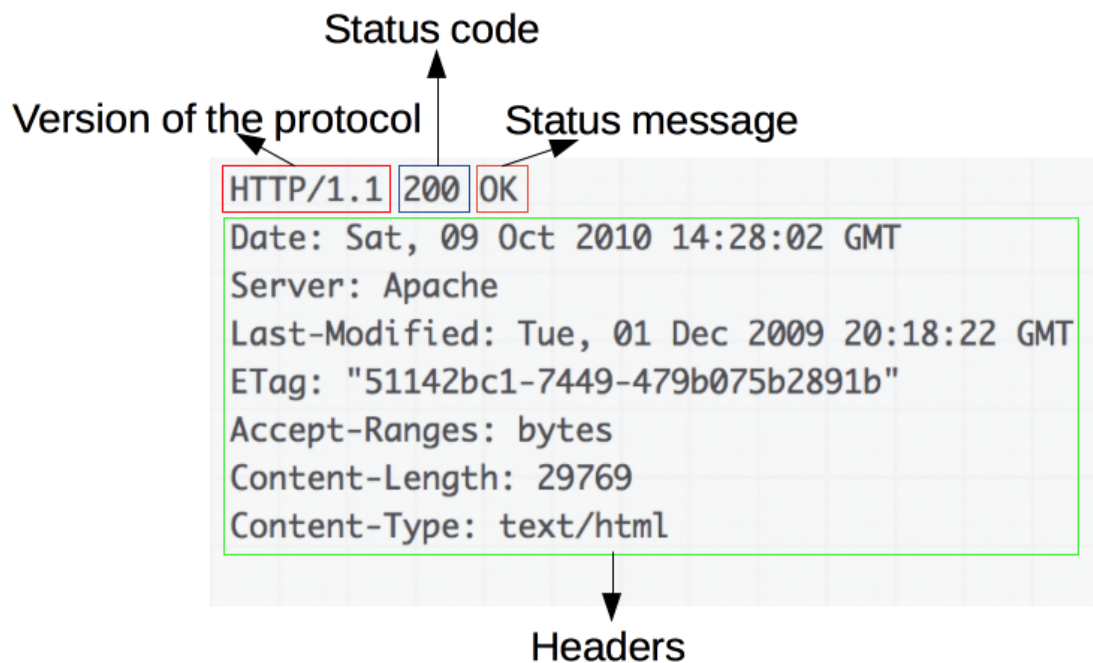 Status code
Version of the protocol
Status message
HTTP/1.1 200 OK
Date: Sat, 09 Oct 2010 14:28:02 GMT
Server: Apache
Last-Modified: Tue, 01 Dec 2009 20:18:22 GMT
ETag: "51142bc1-7449-479b075b2891b"
Accept-Ranges: bytes
Content-Length: 29769
Content-Type: text/html
Headers